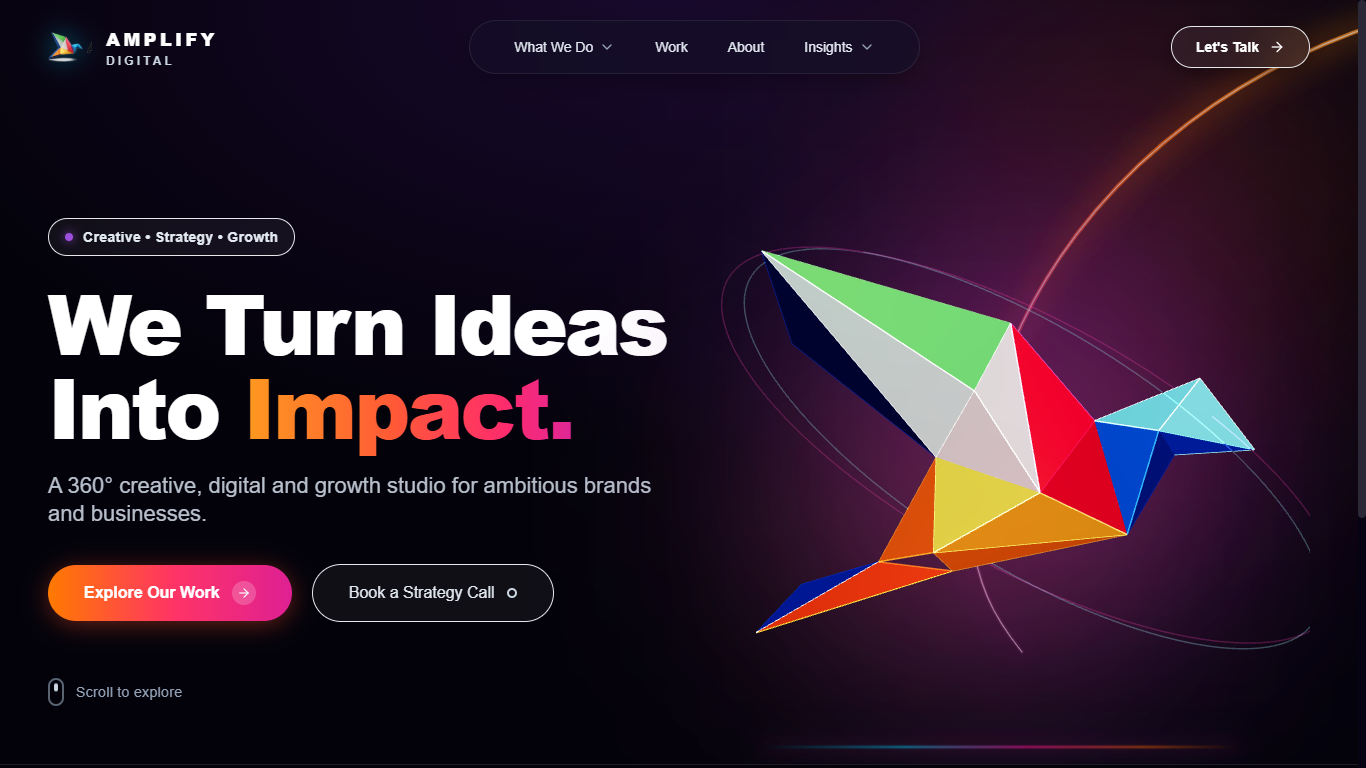 AMPLIFY
DIGITAL
What We Do
Work
About
Insights
Let's Talk
Creative • Strategy • Growth
We Turn Ideas
Into Impact.
A 360° creative, digital and growth studio for ambitious brands
and businesses.
Explore Our Work
Book a Strategy Call
Scroll to explore